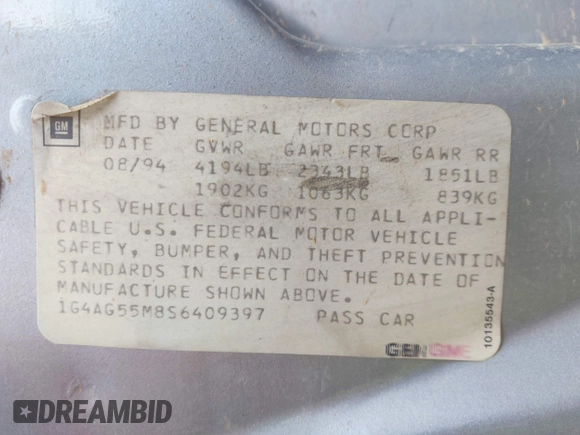 GM
MFD BY GENERAL MOTORS CORP
DATE GVWR GAWR FRT GAWR RR
08/94 4194LB 2343LB 1851LB
1902KG 1063KG 839KG
THIS VEHICLE CONFORMS TO ALL APPLI-
CABLE U.S. FEDERAL MOTOR VEHICLE
SAFETY, BUMPER, AND THEFT PREVENTION
STANDARDS IN EFFECT ON THE DATE OF
MANUFACTURE SHOWN ABOVE.
1G4AG55M8S6409397 PASS CAR
10135543-A
DREAMBID